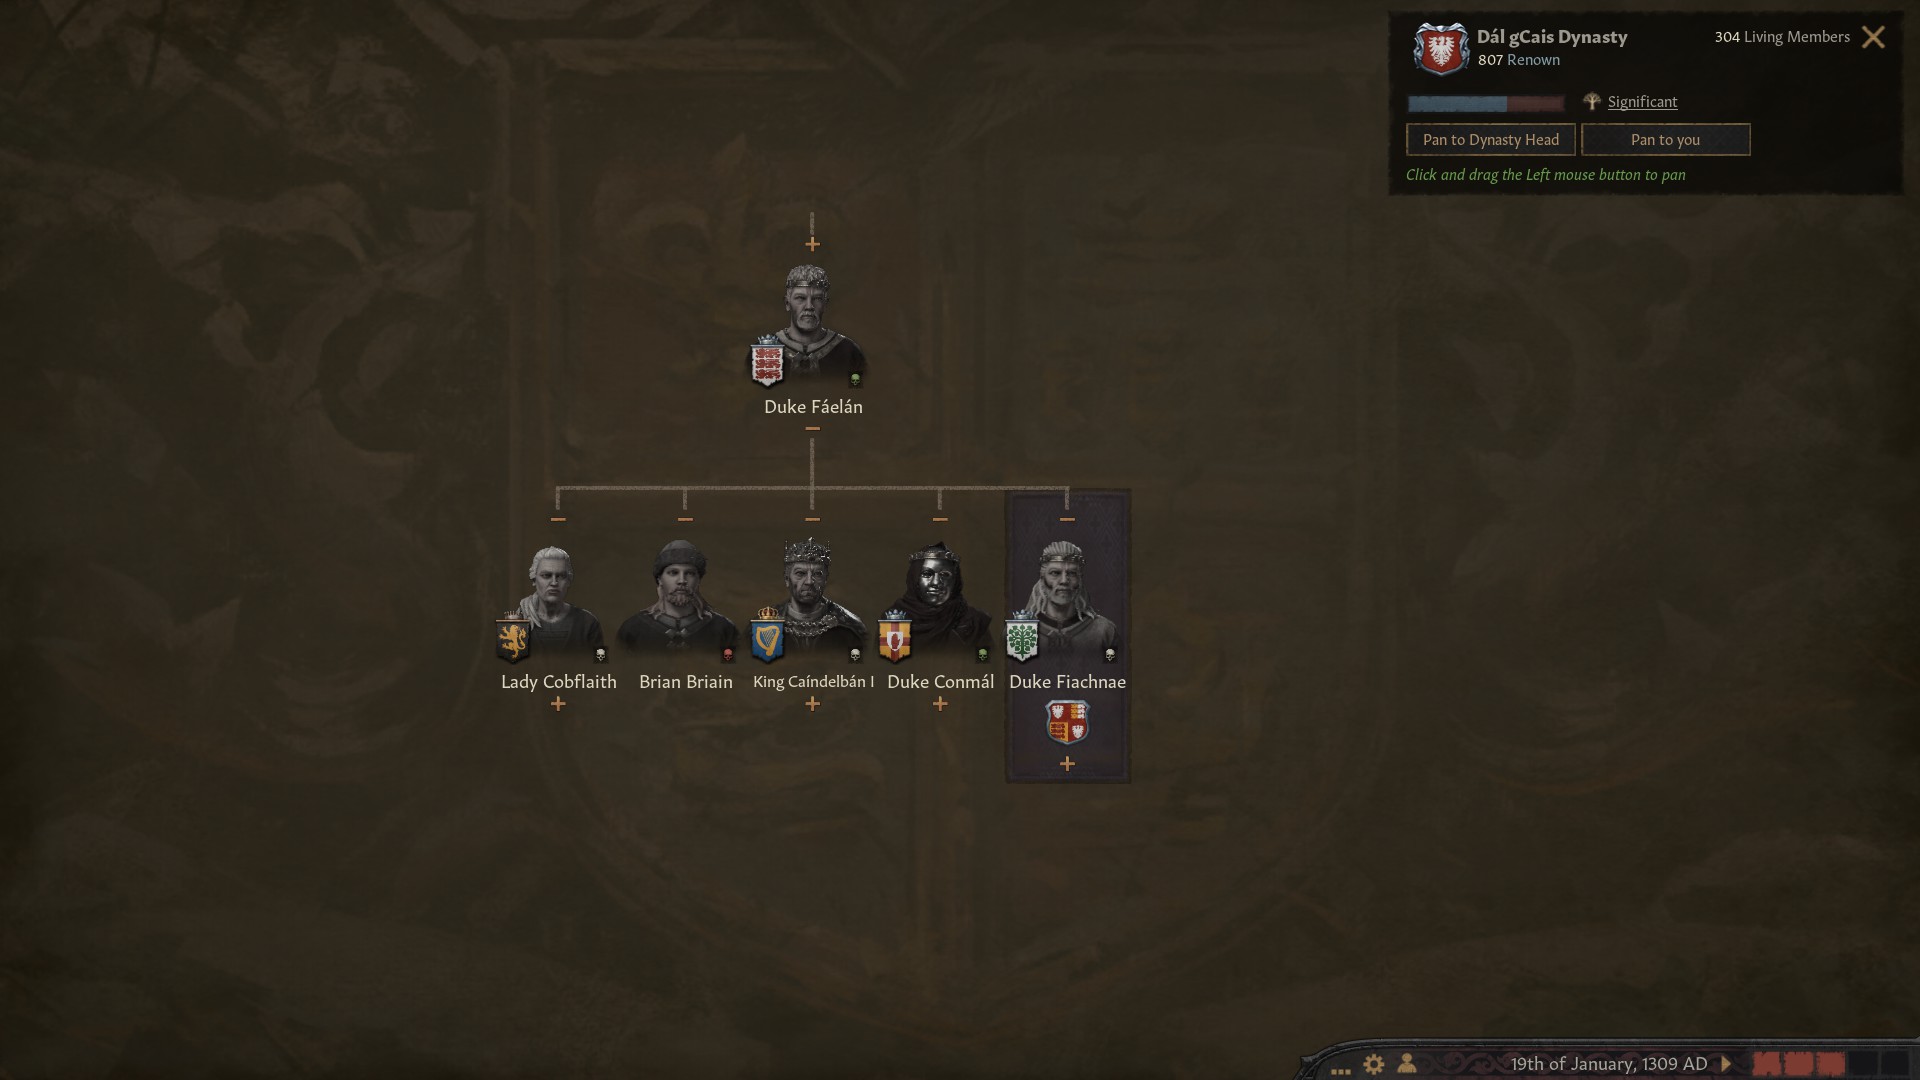 Dál gCais Dynasty
304 Living Members
807 Renown
Significant
Pan to Dynasty Head
Pan to you
Click and drag the Left mouse button to pan
Duke Fáelán
Lady Cobflaith
Brian Briain
King Caíndelbán I
Duke Conmál
Duke Fiachnae
19th of January, 1309 AD